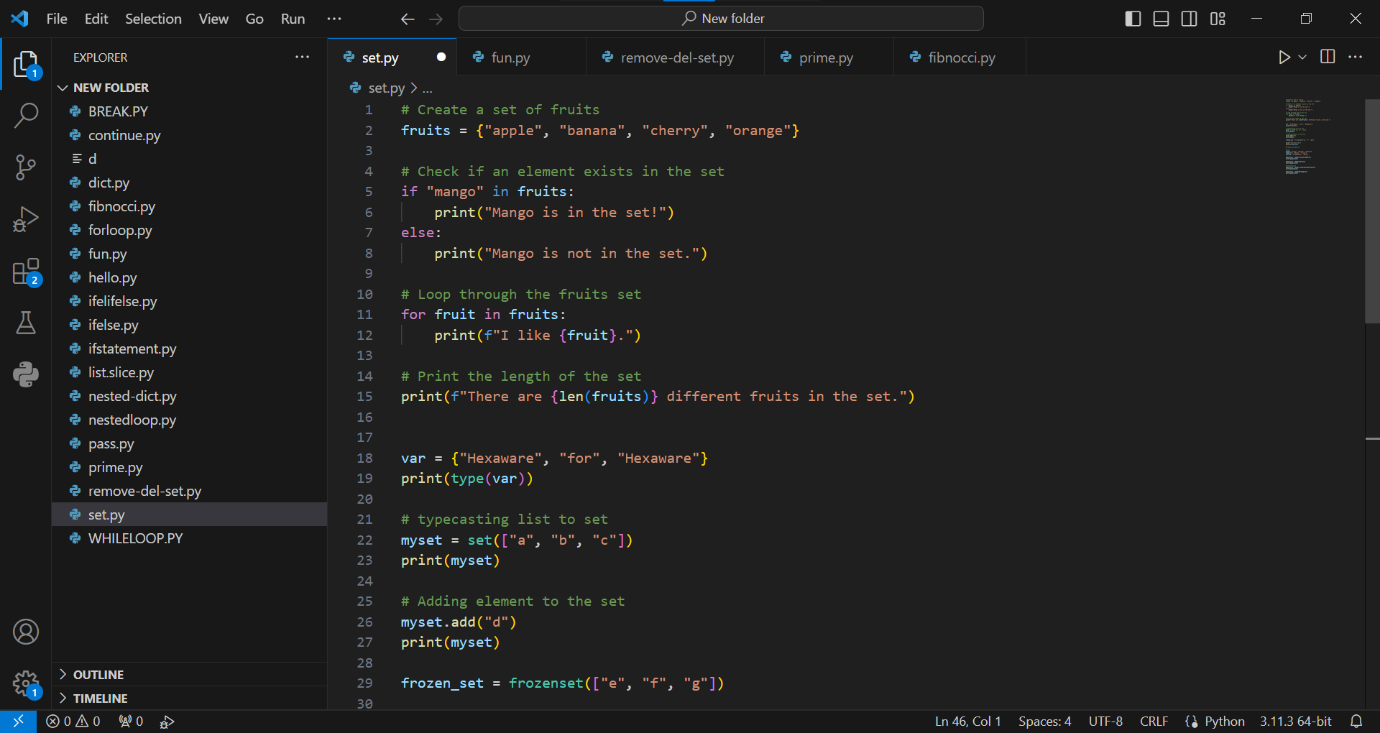 File Edit Selection View Go Run ··· New folder
EXPLORER ···
NEW FOLDER
BREAK.PY
continue.py
d
dict.py
fibnocci.py
forloop.py
fun.py
hello.py
ifelifelse.py
ifelse.py
ifstatement.py
list.slice.py
nested-dict.py
nestedloop.py
pass.py
prime.py
remove-del-set.py
set.py
WHILELOOP.PY
OUTLINE
TIMELINE
1
2
1
set.py fun.py remove-del-set.py prime.py fibnocci.py
set.py > ...
1 # Create a set of fruits
2 fruits = {"apple", "banana", "cherry", "orange"}
3
4 # Check if an element exists in the set
5 if "mango" in fruits:
6     print("Mango is in the set!")
7 else:
8     print("Mango is not in the set.")
9
10 # Loop through the fruits set
11 for fruit in fruits:
12     print(f"I like {fruit}.")
13
14 # Print the length of the set
15 print(f"There are {len(fruits)} different fruits in the set.")
16
17
18 var = {"Hexaware", "for", "Hexaware"}
19 print(type(var))
20
21 # typecasting list to set
22 myset = set(["a", "b", "c"])
23 print(myset)
24
25 # Adding element to the set
26 myset.add("d")
27 print(myset)
28
29 frozen_set = frozenset(["e", "f", "g"])
30
0 0 0 Ln 46, Col 1 Spaces: 4 UTF-8 CRLF Python 3.11.3 64-bit